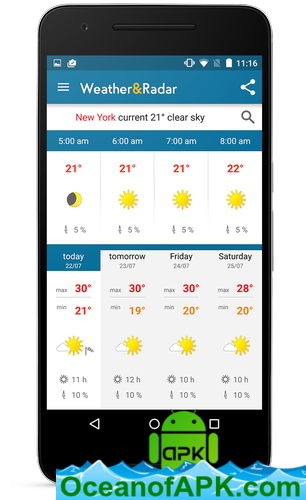 11:16
Weather&Radar
New York current 21° clear sky
5:00 am 6:00 am 7:00 am 8:00 am
21° 21° 21° 22°
5 % 5 % 5 % 5 %
today tomorrow Friday Saturday
22/07 23/07 24/07 25/07
max 30° max 30° max 30° max 28°
min 21° min 19° min 20° min 20°
11 h 12 h 10 h 10 h
10 % 10 % 10 % 10 %
APK
OceanofAPK.com